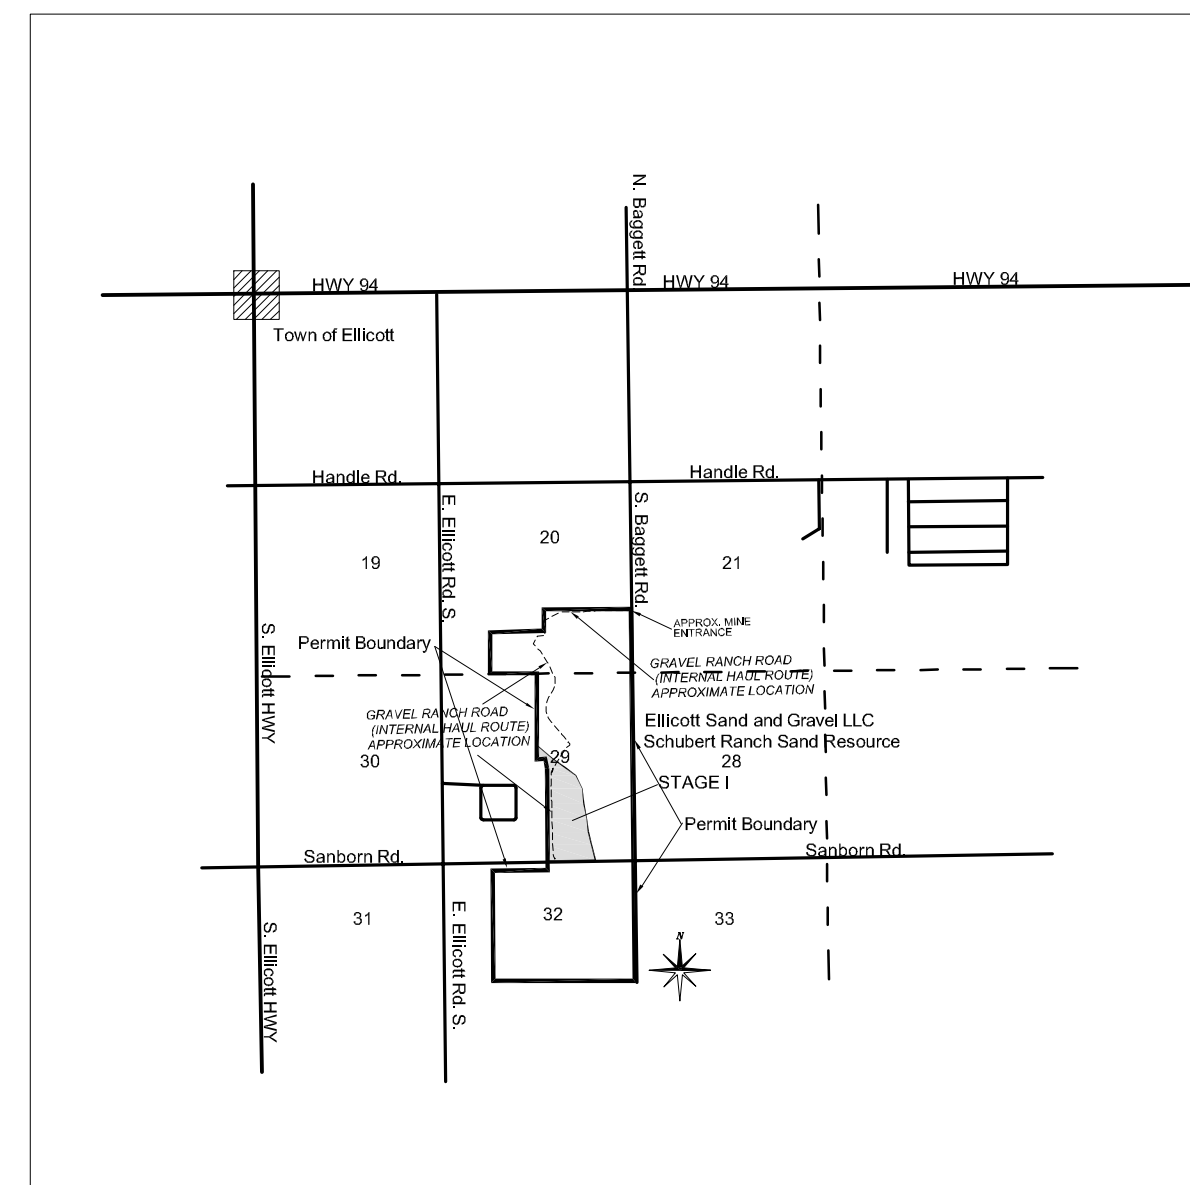 N. Baggett Rd
HWY 94
HWY 94
HWY 94
Town of Ellicott
Handle Rd.
Handle Rd.
E. Ellicott Rd. S.
S. Baggett Rd.
20
19
21
APPROX. MINE
ENTRANCE
S. Ellicott HWY
Permit Boundary
GRAVEL RANCH ROAD
(INTERNAL HAUL ROUTE)
APPROXIMATE LOCATION
GRAVEL RANCH ROAD
(INTERNAL HAUL ROUTE)
APPROXIMATE LOCATION
Ellicott Sand and Gravel LLC
Schubert Ranch Sand Resource
30
29
28
STAGE I
Permit Boundary
Sanborn Rd.
Sanborn Rd.
31
32
33
S. Ellicott HWY
E. Ellicott Rd. S.
N